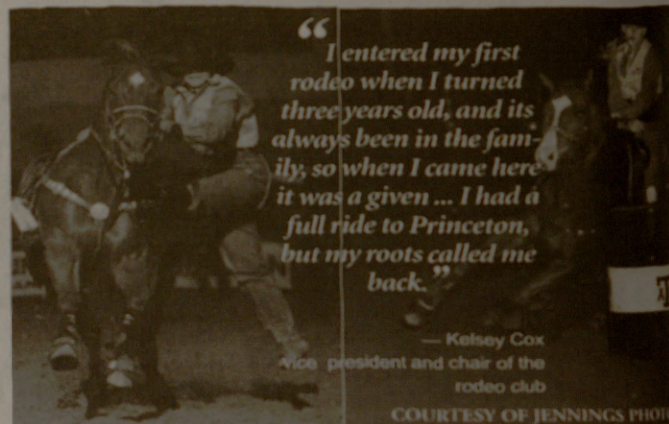 “
I entered my first
rodeo when I turned
three years old, and its
always been in the fam-
ily, so when I came here
it was a given ... I had a
full ride to Princeton,
but my roots called me
back.”
— Kelsey Cox
vice president and chair of the
rodeo club
COURTESY OF JENNINGS PHOTO